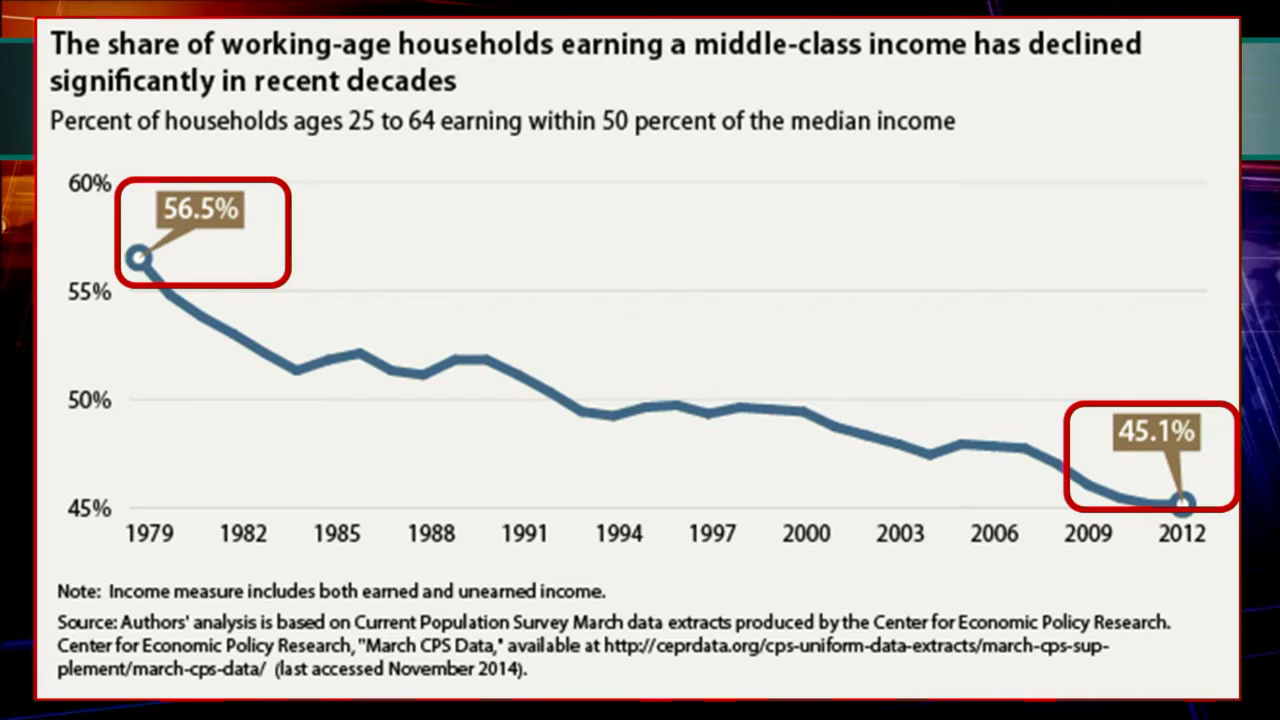 The share of working-age households earning a middle-class income has declined
significantly in recent decades
Percent of households ages 25 to 64 earning within 50 percent of the median income
60%
56.5%
55%
50%
45.1%
45%
1979 1982 1985 1988 1991 1994 1997 2000 2003 2006 2009 2012
Note: Income measure includes both earned and unearned income.
Source: Authors' analysis is based on Current Population Survey March data extracts produced by the Center for Economic Policy Research.
Center for Economic Policy Research, "March CPS Data," available at http://ceprdata.org/cps-uniform-data-extracts/march-cps-sup-
plement/march-cps-data/ (last accessed November 2014).